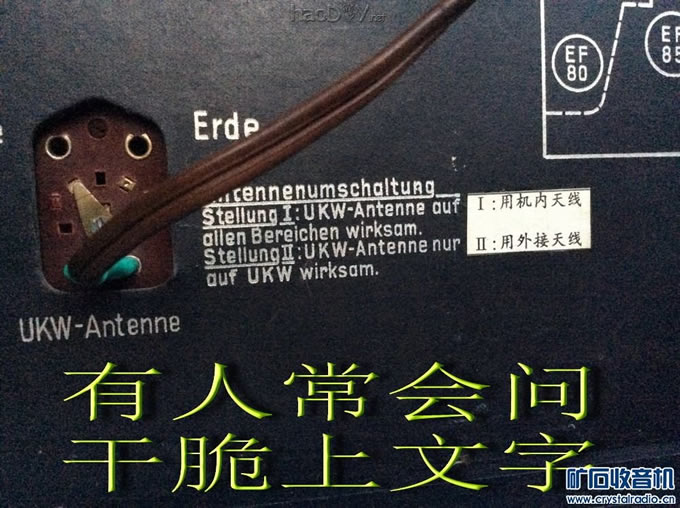 hacDIY.net
EF
80
EF
85
e
Erde
Antennenumschaltung
Stellung I: UKW-Antenne auf
allen Bereichen wirksam.
Stellung II: UKW-Antenne nur
auf UKW wirksam.
I:用机内天线
II:用外接天线
UKW-Antenne
有人常会问
干脆上文字
矿石收音机
www.crystalradio.cn